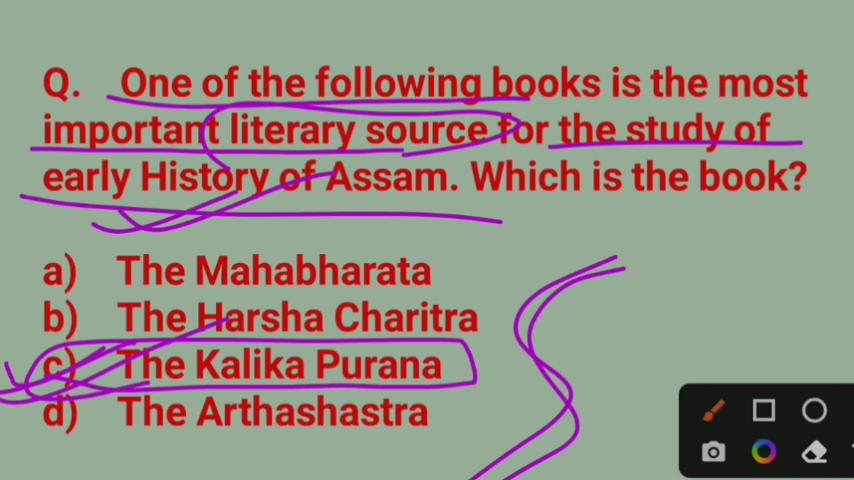 Q. One of the following books is the most
important literary source for the study of
early History of Assam. Which is the book?
a) The Mahabharata
b) The Harsha Charitra
c) The Kalika Purana
d) The Arthashastra